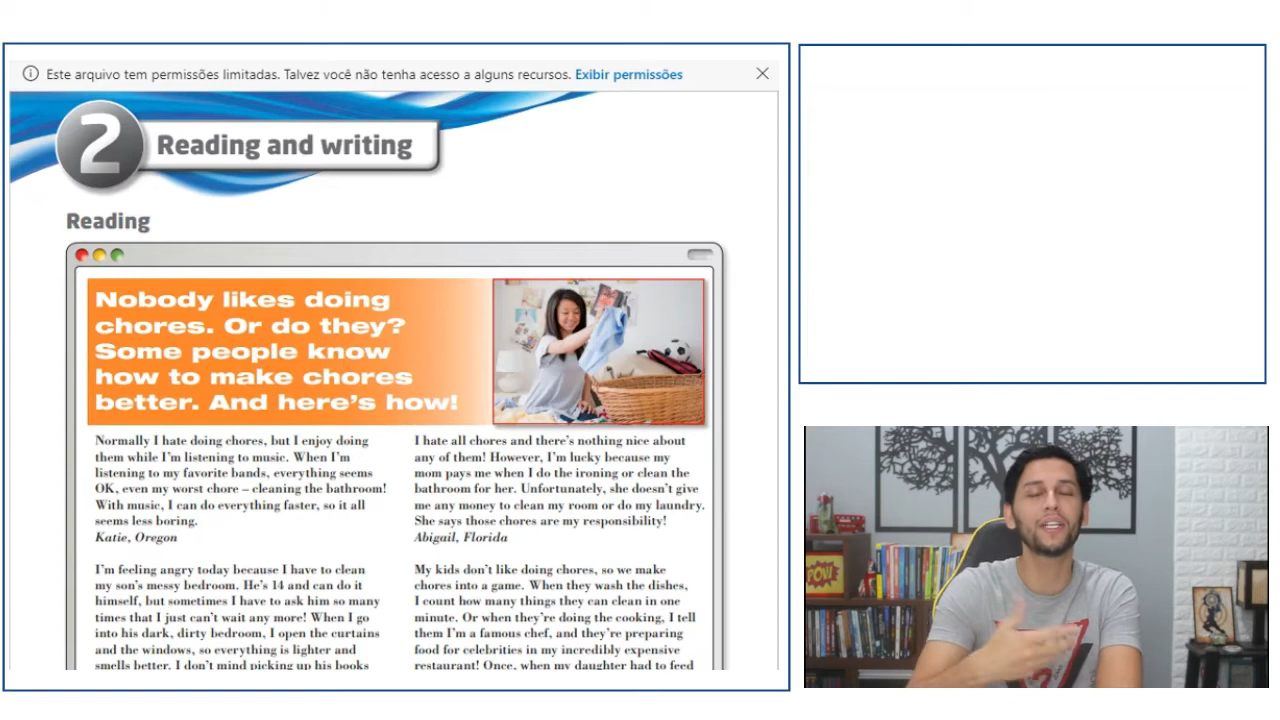 Este arquivo tem permissões limitadas. Talvez você não tenha acesso a alguns recursos. Exibir permissões
2
Reading and writing
Reading
Nobody likes doing
chores. Or do they?
Some people know
how to make chores
better. And here's how!
Normally I hate doing chores, but I enjoy doing
them while I'm listening to music. When I'm
listening to my favorite bands, everything seems
OK, even my worst chore – cleaning the bathroom!
With music, I can do everything faster, so it all
seems less boring.
Katie, Oregon
I'm feeling angry today because I have to clean
my son's messy bedroom. He's 14 and can do it
himself, but sometimes I have to ask him so many
times that I just can't wait any more! When I go
into his dark, dirty bedroom, I open the curtains
and the windows, so everything is lighter and
smells better. I don't mind picking up his books
I hate all chores and there's nothing nice about
any of them! However, I'm lucky because my
mom pays me when I do the ironing or clean the
bathroom for her. Unfortunately, she doesn't give
me any money to clean my room or do my laundry.
She says those chores are my responsibility!
Abigail, Florida
My kids don't like doing chores, so we make
chores into a game. When they wash the dishes,
I count how many things they can clean in one
minute. Or when they're doing the cooking, I tell
them I'm a famous chef, and they're preparing
food for celebrities in my incredibly expensive
restaurant! Once, when my daughter had to feed
POW